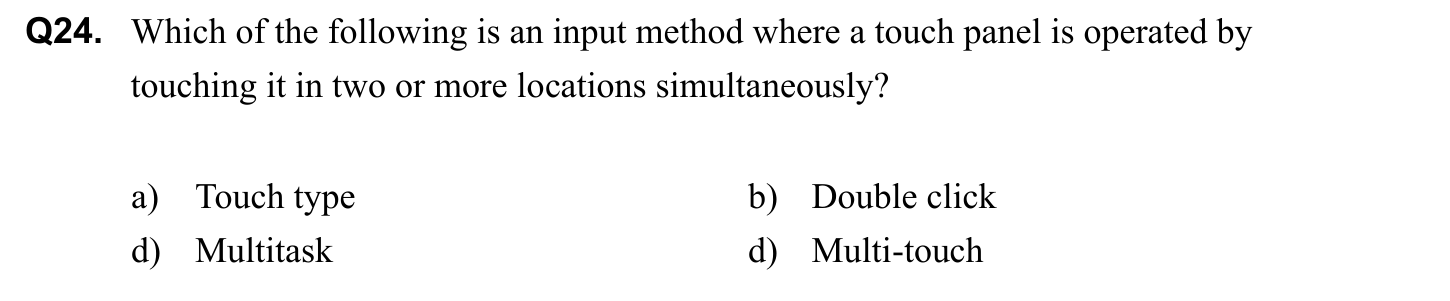 Q24. Which of the following is an input method where a touch panel is operated by
touching it in two or more locations simultaneously?
a) Touch type b) Double click
d) Multitask d) Multi-touch